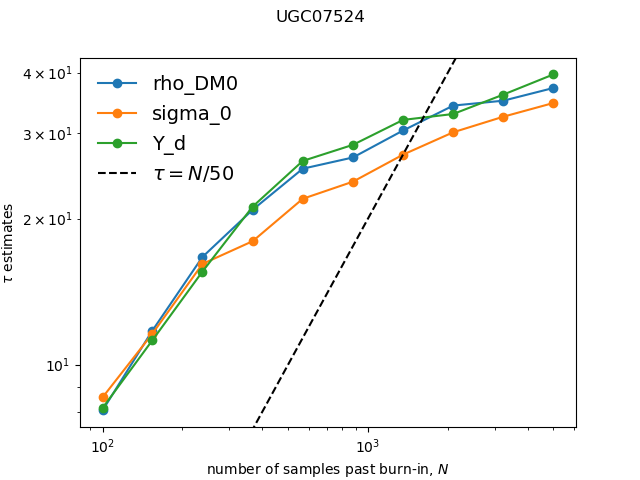 UGC07524
4 × 10¹
3 × 10¹
2 × 10¹
10¹
τ estimates
rho_DM0
sigma_0
Y_d
τ = N/50
10² 10³
number of samples past burn-in, N